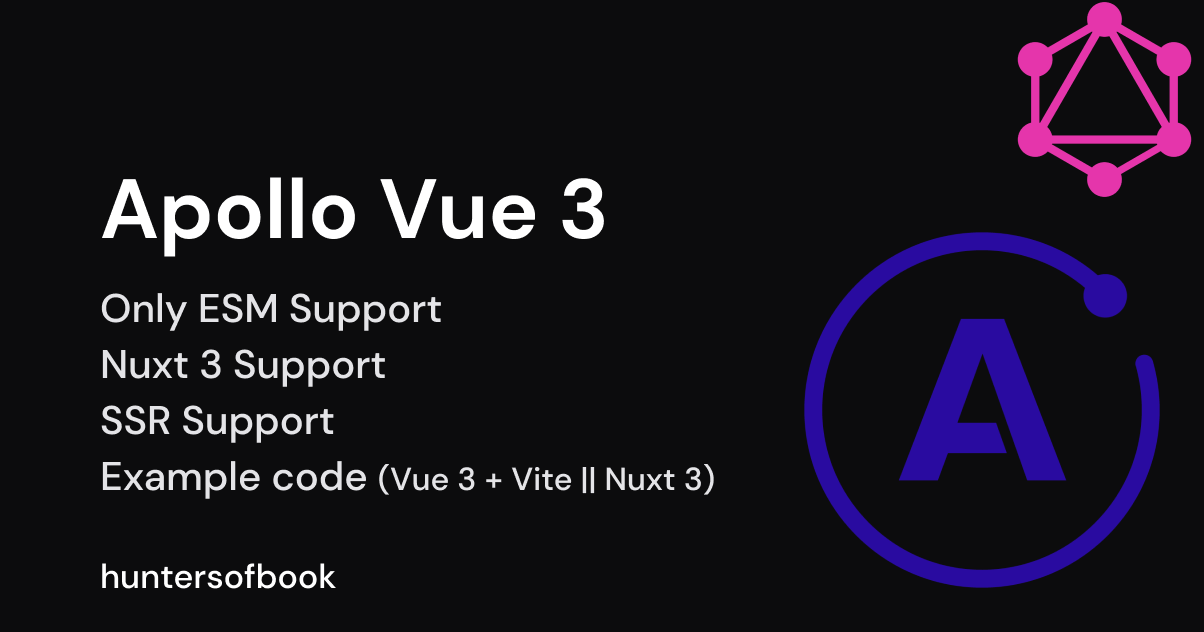 Apollo Vue 3
Only ESM Support
Nuxt 3 Support
SSR Support
Example code (Vue 3 + Vite || Nuxt 3)
huntersofbook
A